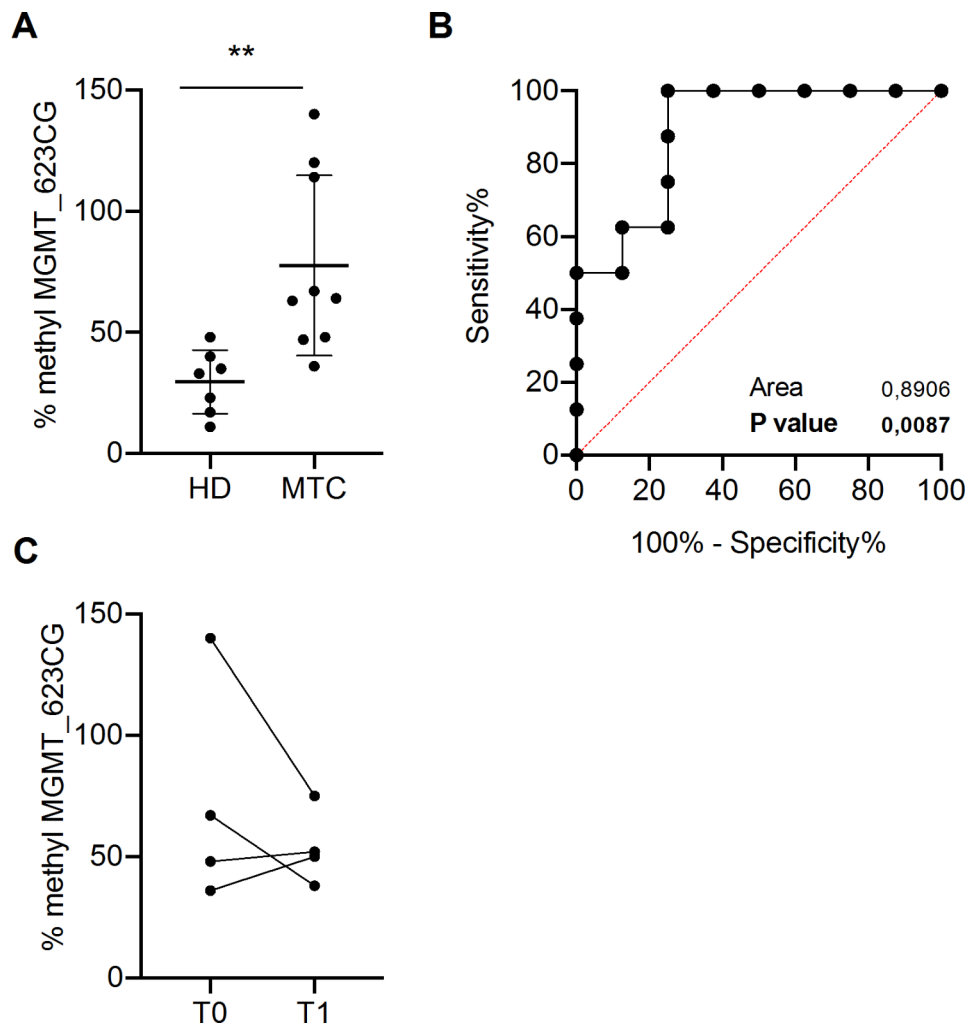 A
**
% methyl MGMT_623CG
150
100
50
0
HD MTC
B
Sensitivity%
100
80
60
40
20
0
Area 0,8906
P value 0,0087
0 20 40 60 80 100
100% - Specificity%
C
% methyl MGMT_623CG
150
100
50
0
T0 T1